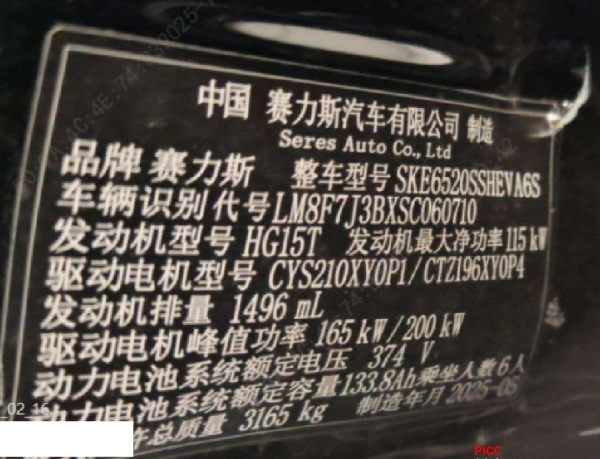 中国 赛力斯汽车有限公司 制造
Seres Auto Co., Ltd
品牌 赛力斯 整车型号 SKE6520SSHEVA6S
车辆识别代号 LM8F7J3BXSC060710
发动机型号 HG15T 发动机最大净功率 115 kW
驱动电机型号 CYS210XY0P1/CTZ196XY0P4
发动机排量 1496 mL
驱动电机峰值功率 165 kW/200 kW
动力电池系统额定电压 374 V
动力电池系统额定容量 133.8Ah 乘坐人数 6人
许总质量 3165 kg 制造年月 2025-06
_02_16
PICC